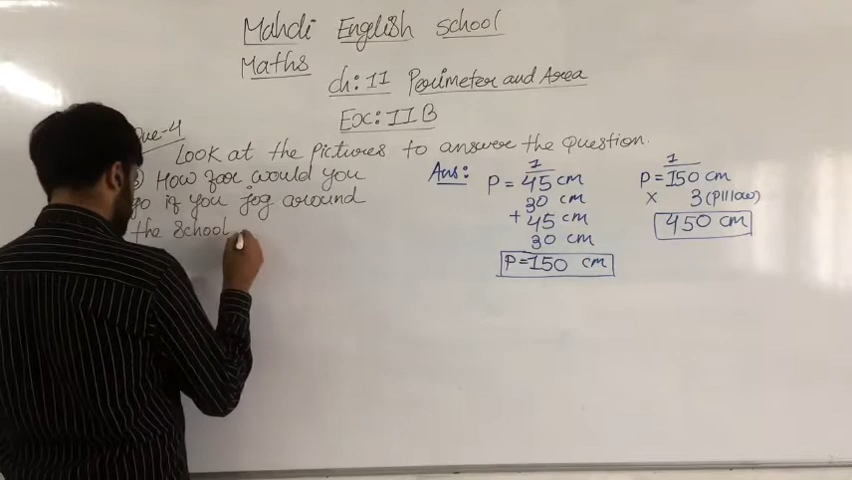 Mahdi English School
Maths
ch: 11 Perimeter and Area
Exc: 11 B
Que-4
Look at the pictures to answer the Question.
How far would you
go if you jog around
the School
Ans:
P = 45 cm
30 cm
+ 45 cm
30 cm
P=150 cm
1
P=150 cm
x 3 (Pillow)
450 cm